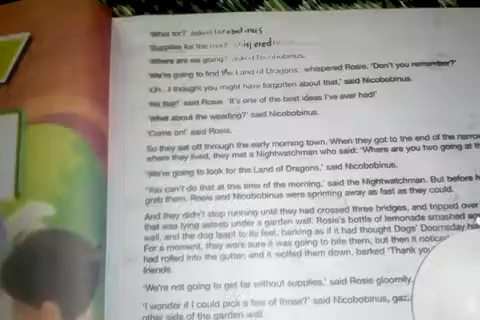 'What for?' asked Nicobobinus
'Supplies for the
'Where are we going?' asked Nicobobinus.
'We're going to find the Land of Dragons,' whispered Rosie. 'Don't you remember?'
'Oh... I thought you might have forgotten about that,' said Nicobobinus.
said Rosie. 'It's one of the best ideas I've ever had!'
'What about the weeding?' said Nicobobinus.
'Come on!' said Rosie.
So they set off through the early morning town. When they got to the end of the narrow
where they lived, they met a Nightwatchman who said: 'Where are you two going at
'We're going to look for the Land of Dragons,' said Nicobobinus.
'You can't do that at this time of the morning,' said the Nightwatchman. But before
grab them, Rosie and Nicobobinus were sprinting away as fast as they could.
And they didn't stop running until they had crossed three bridges, and tripped over
that was lying asleep under a garden wall. Rosie's bottle of lemonade smashed
wall, and the dog leapt to its feet, barking as if it had thought Dogs' Doomsday
For a moment, they were sure it was going to bite them, but then it
had rolled into the gutter, and it wolfed them down, barked 'Thank you
friends.
'We're not going to get far without supplies,' said Rosie gloomily.
'I wonder if I could pick a few of those?' said Nicobobinus,
other side of the garden wall